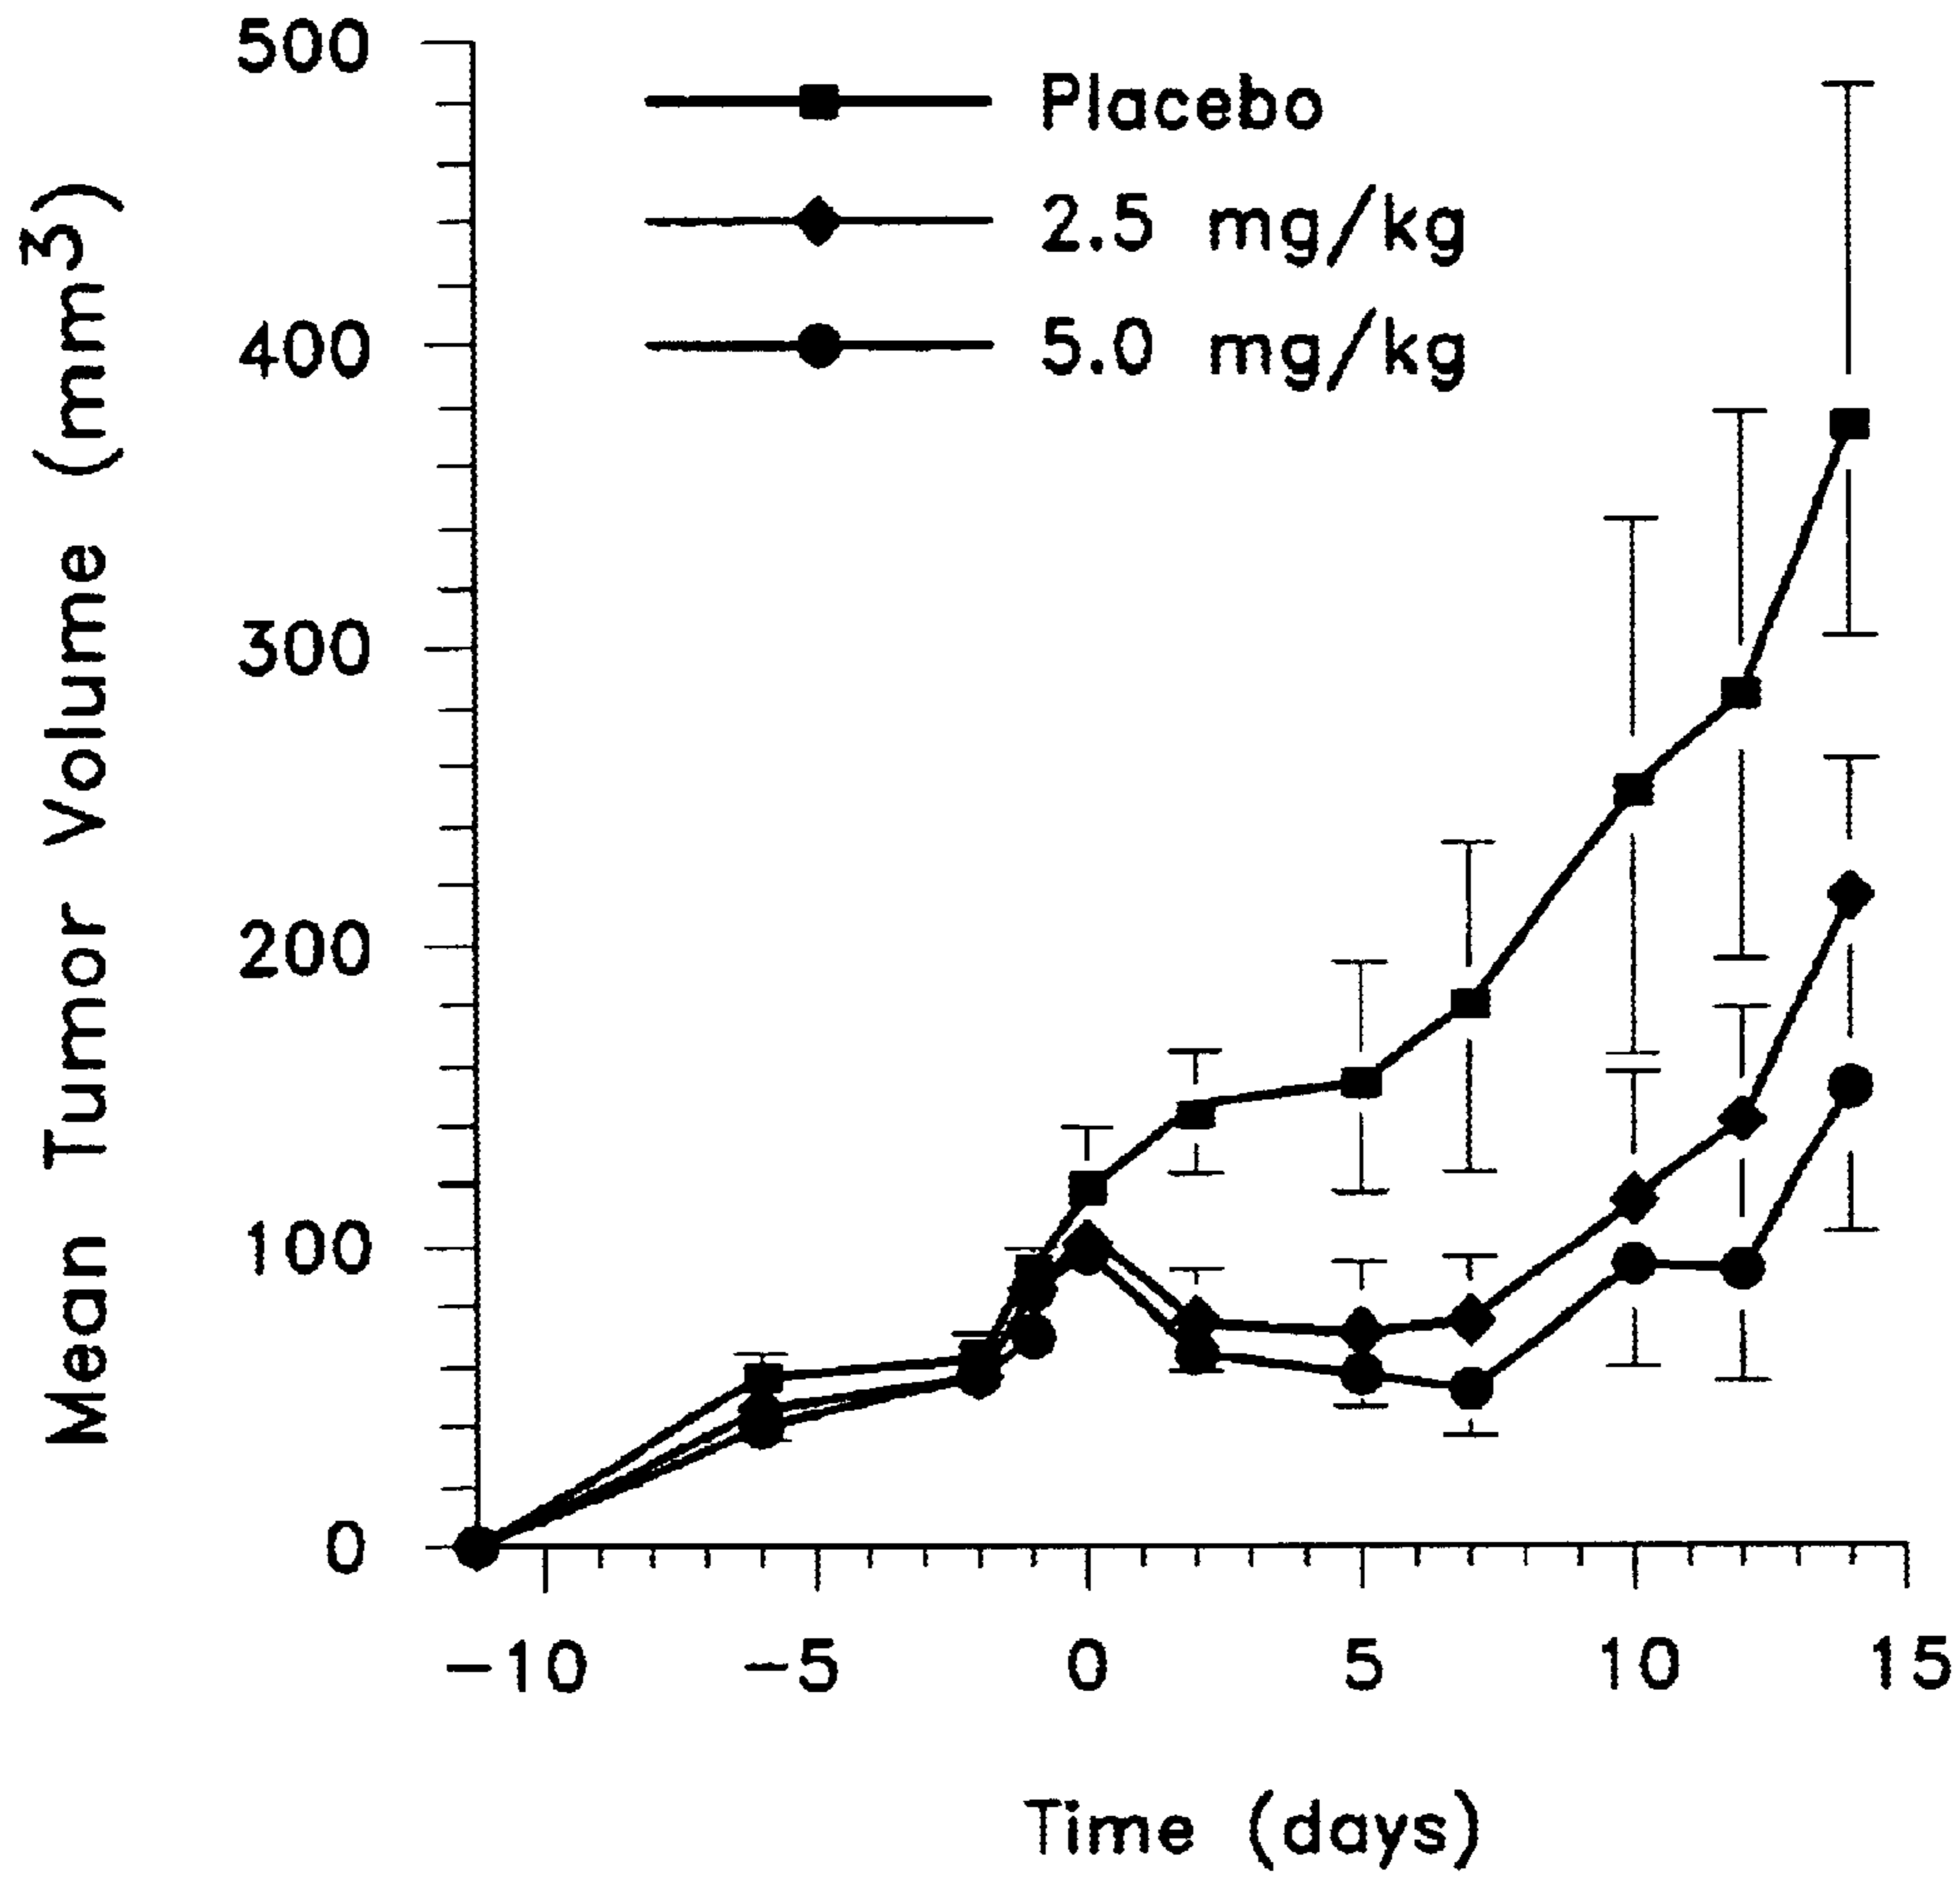 Mean Tumor Volume (mm³)
500
400
300
200
100
0
Placebo
2.5 mg/kg
5.0 mg/kg
-10 -5 0 5 10 15
Time (days)